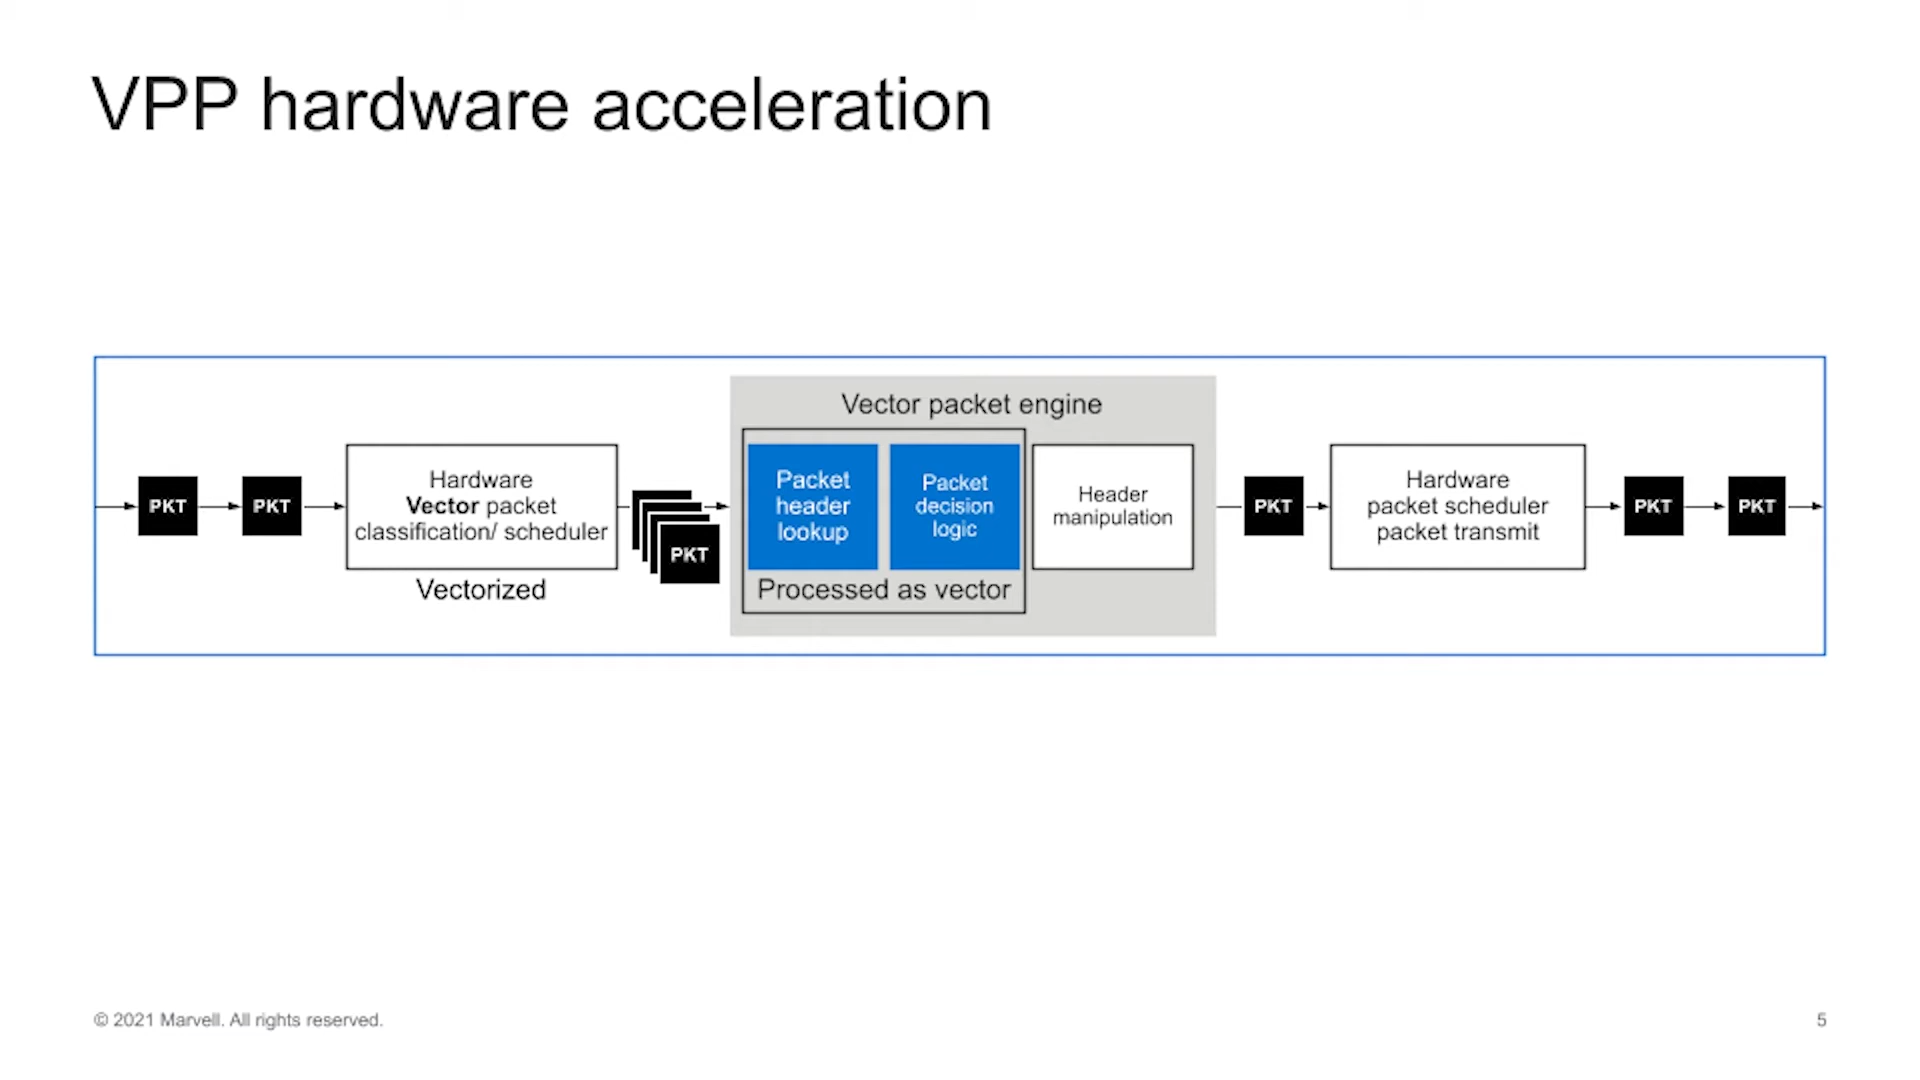 VPP hardware acceleration
PKT
PKT
Hardware
Vector packet
classification/ scheduler
Vectorized
PKT
Vector packet engine
Packet
header
lookup
Packet
decision
logic
Processed as vector
Header
manipulation
PKT
Hardware
packet scheduler
packet transmit
PKT
PKT
© 2021 Marvell. All rights reserved.
5